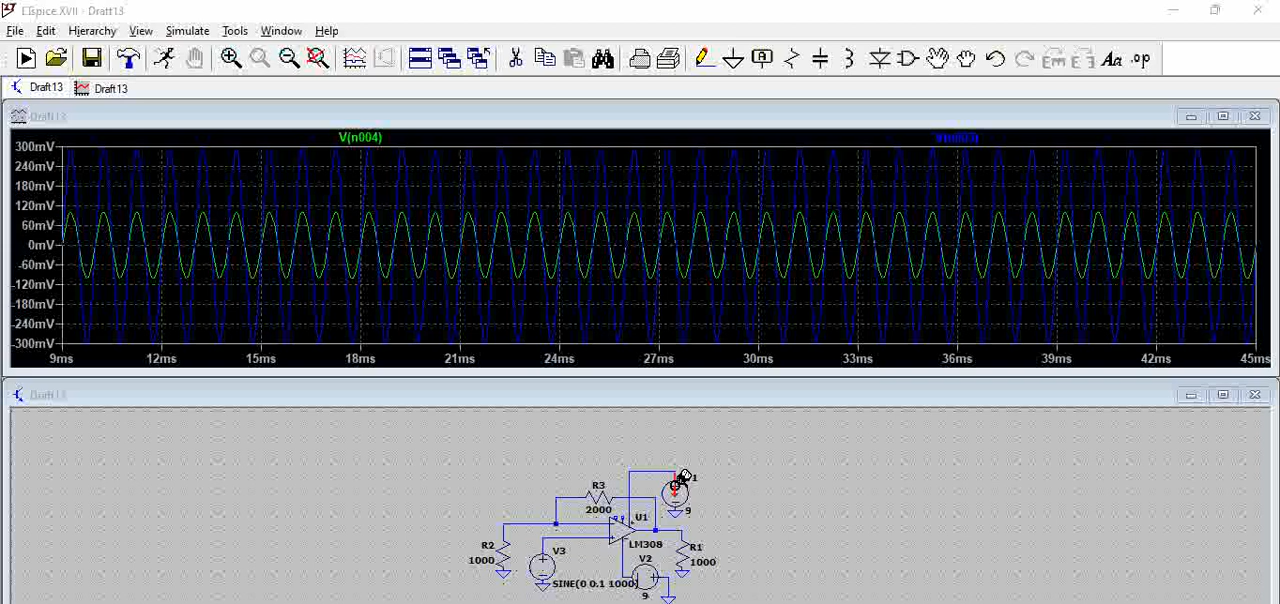 LTspice XVII - Draft13
File Edit Hierarchy View Simulate Tools Window Help
Draft13 Draft13
Draft13
V(n004)
300mV
240mV
180mV
120mV
60mV
0mV
-60mV
-120mV
-180mV
-240mV
-300mV
9ms 12ms 15ms 18ms 21ms 24ms 27ms 30ms 33ms 36ms 39ms 42ms 45ms
Draft13
R3
2000
9
U1
R2
1000
V3
LM308
R1
1000
V2
SINE(0 0.1 1000)
9